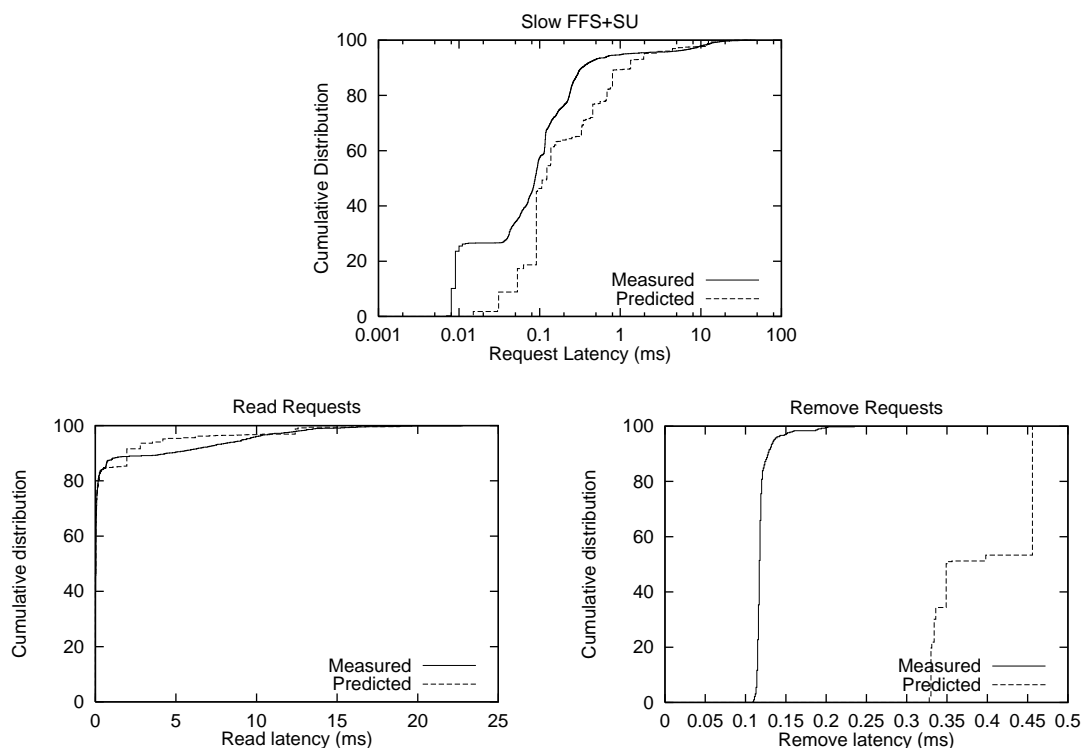 Slow FFS+SU
100
80
60
40
20
0
Cumulative Distribution
Measured
Predicted
0.001 0.01 0.1 1 10 100
Request Latency (ms)
Read Requests
100
80
60
40
20
0
Cumulative distribution
Measured
Predicted
0 5 10 15 20 25
Read latency (ms)
Remove Requests
100
80
60
40
20
0
Cumulative distribution
Measured
Predicted
0 0.05 0.1 0.15 0.2 0.25 0.3 0.35 0.4 0.45 0.5
Remove latency (ms)